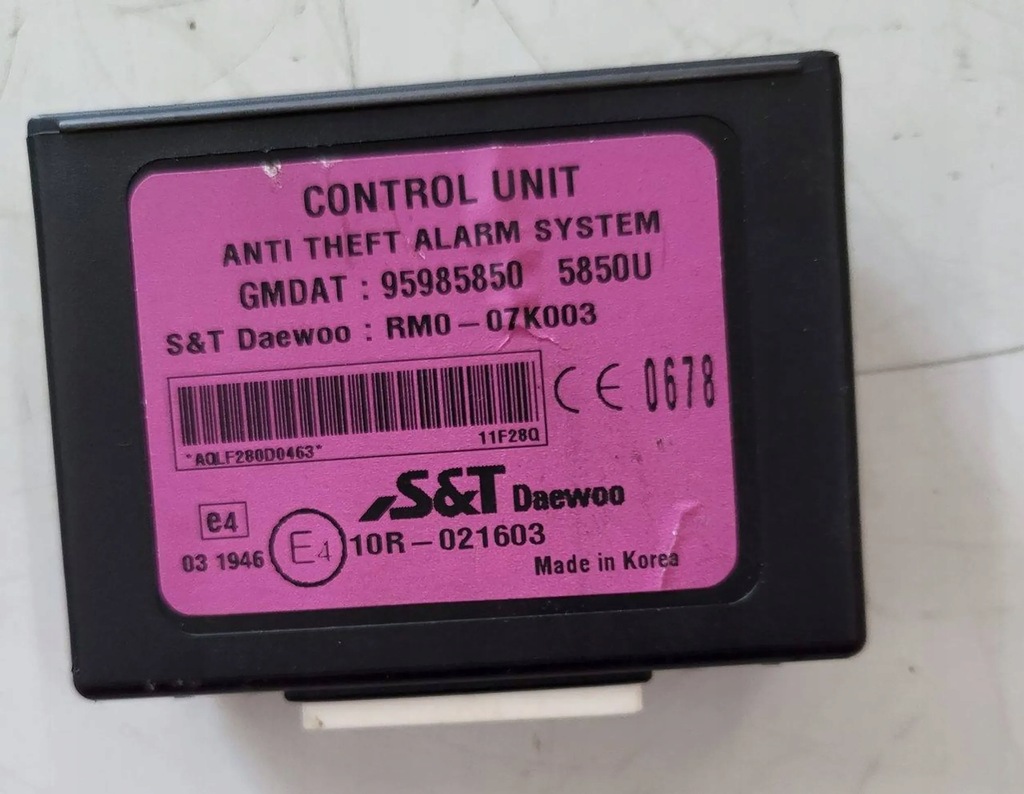 CONTROL UNIT
ANTI THEFT ALARM SYSTEM
GMDAT : 95985850 5850U
S&T Daewoo : RM0-07K003
CE 0678
11F28Q
*AQLF280D0463*
S&T Daewoo
e4
03 1946 E4 10R-021603
Made in Korea